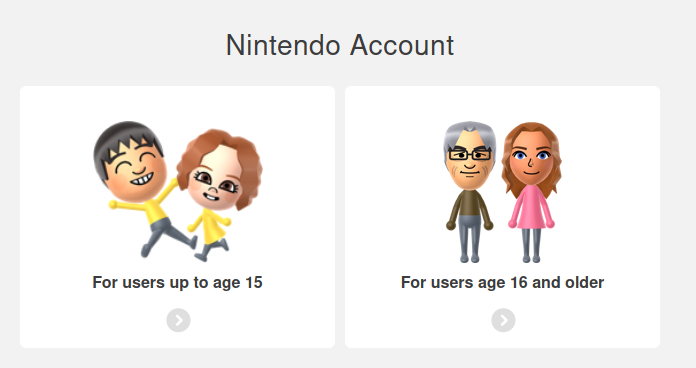 Nintendo Account
For users up to age 15
For users age 16 and older